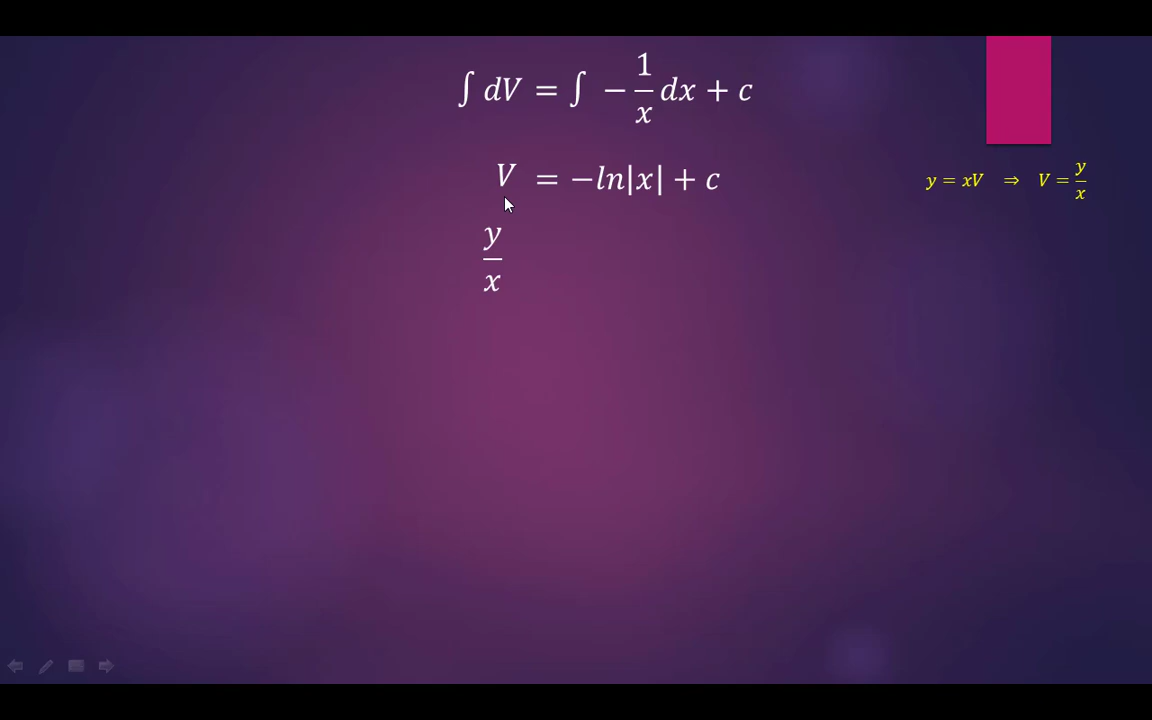 ∫ dV = ∫ −1/x dx + c
V = −ln|x| + c
y = xV ⇒ V = y/x
y/x